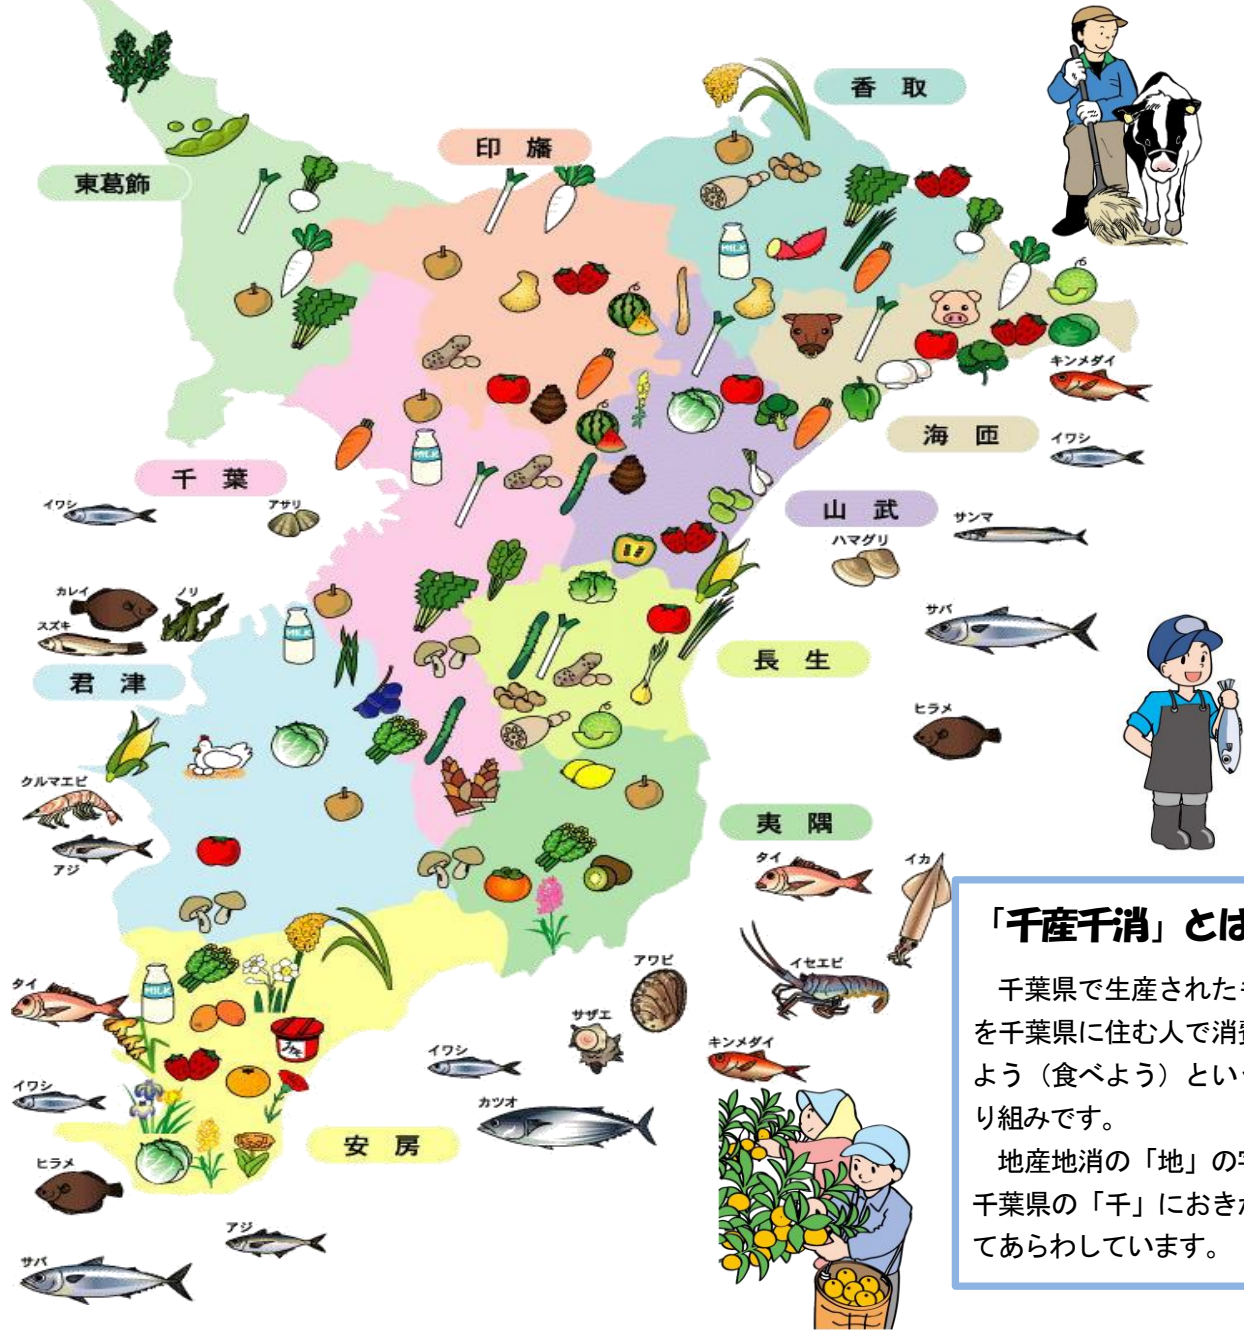 香取
印旛
東葛飾
キンメダイ
海匝
イワシ
千葉
イワシ
アサリ
山武
サンマ
ハマグリ
カレイ
ノリ
スズキ
サバ
君津
長生
ヒラメ
クルマエビ
アジ
夷隅
タイ
イカ
イセエビ
アワビ
サザエ
キンメダイ
タイ
イワシ
イワシ
カツオ
安房
ヒラメ
アジ
サバ
MILK
MILK
MILK
MILK
「千産千消」とは
千葉県で生産された
を千葉県に住む人で消費
よう（食べよう）という
り組みです。
地産地消の「地」の字
千葉県の「千」におきか
てあらわしています。